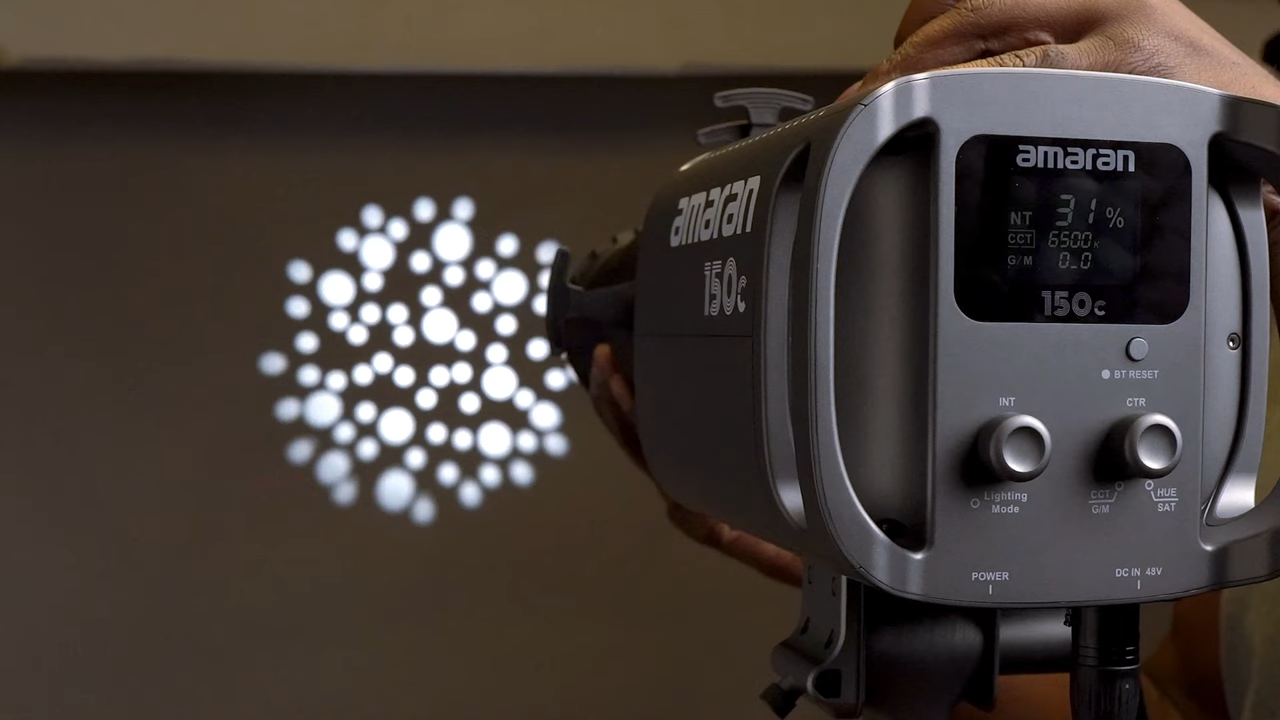 amaran
150c
amaran
NT 31 %
CCT 6500K
G/M 0.0
150c
BT RESET
INT
CTR
Lighting
Mode
CCT
G/M
HUE
SAT
POWER
DC IN 48V